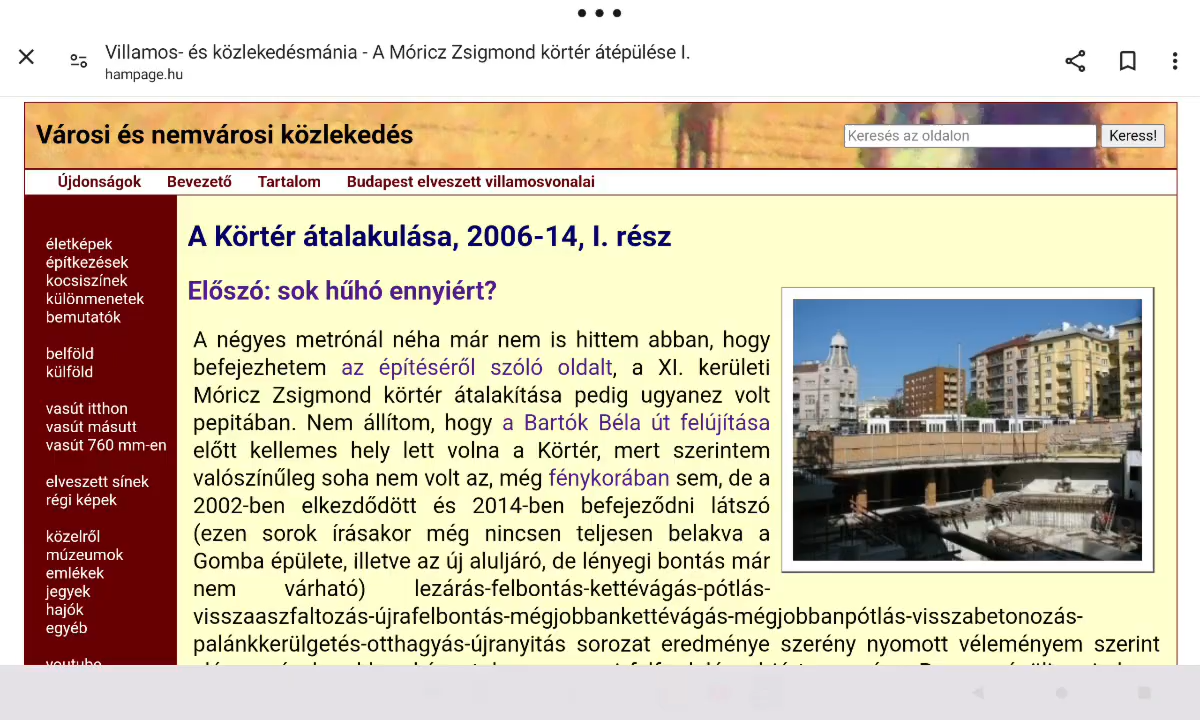 Villamos- és közlekedésmánia - A Móricz Zsigmond körtér átépülése I.
hampage.hu
Városi és nemvárosi közlekedés
Keresés az oldalon
Keress!
Újdonságok Bevezető Tartalom Budapest elveszett villamosvonalai
életképek
építkezések
kocsiszínek
különmenetek
bemutatók
belföld
külföld
vasút itthon
vasút másutt
vasút 760 mm-en
elveszett sínek
régi képek
közelről
múzeumok
emlékek
jegyek
hajók
egyéb
youtube
A Körtér átalakulása, 2006-14, I. rész
Előszó: sok hűhó ennyiért?
A négyes metrónál néha már nem is hittem abban, hogy
befejezhetem az építéséről szóló oldalt, a XI. kerületi
Móricz Zsigmond körtér átalakítása pedig ugyanez volt
pepitában. Nem állítom, hogy a Bartók Béla út felújítása
előtt kellemes hely lett volna a Körtér, mert szerintem
valószínűleg soha nem volt az, még fénykorában sem, de a
2002-ben elkezdődött és 2014-ben befejeződni látszó
(ezen sorok írásakor még nincsen teljesen belakva a
Gomba épülete, illetve az új aluljáró, de lényegi bontás már
nem várható) lezárás-felbontás-kettévágás-pótlás-
visszaaszfaltozás-újrafelbontás-mégjobbankettévágás-mégjobbanpótlás-visszabetonozás-
palánkkerülgetés-otthagyás-újranyitás sorozat eredménye szerény nyomott véleményem szerint